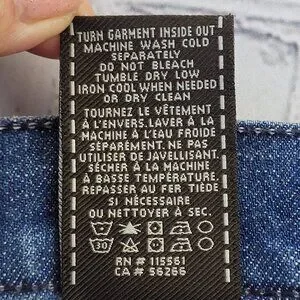 TURN GARMENT INSIDE OUT
MACHINE WASH COLD
SEPARATELY
DO NOT BLEACH
TUMBLE DRY LOW
IRON COOL WHEN NEEDED
OR DRY CLEAN
TOURNEZ LE VÊTEMENT
À L'ENVERS. LAVER À LA
MACHINE À L'EAU FROIDE
SÉPARÉMENT. NE PAS
UTILISER DE JAVELLISANT.
SÉCHER À LA MACHINE
À BASSE TEMPÉRATURE.
REPASSER AU FER TIÈDE
SI NÉCESSAIRE
OU NETTOYER À SEC.
30
RN # 115561
CA # 56266